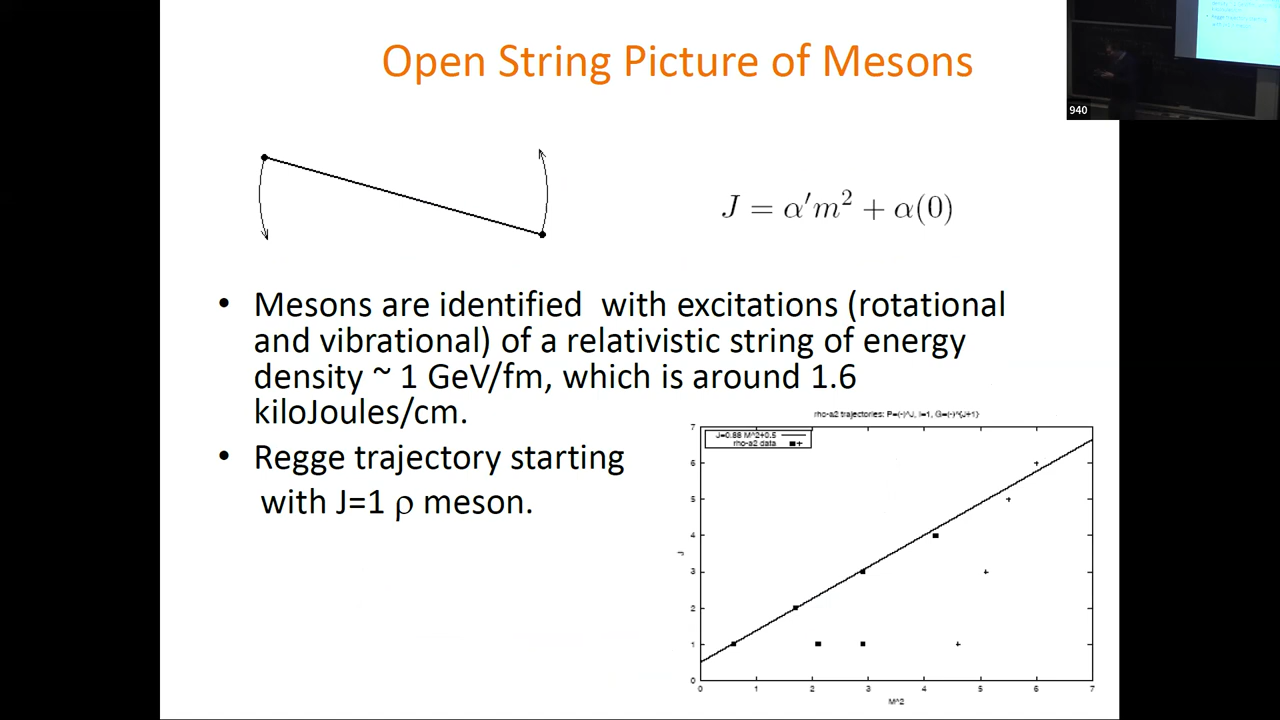 Open String Picture of Mesons
940
J = α′m² + α(0)
• Mesons are identified with excitations (rotational
and vibrational) of a relativistic string of energy
density ~ 1 GeV/fm, which is around 1.6
kiloJoules/cm.
• Regge trajectory starting
with J=1 ρ meson.
rho-a2 trajectories: P=(-)^J, I=1, G=(-)^{J+1}
J=0.88 M^2+0.5
rho-a2 data
7
6
5
4
3
2
1
0
J
0 1 2 3 4 5 6 7
M^2